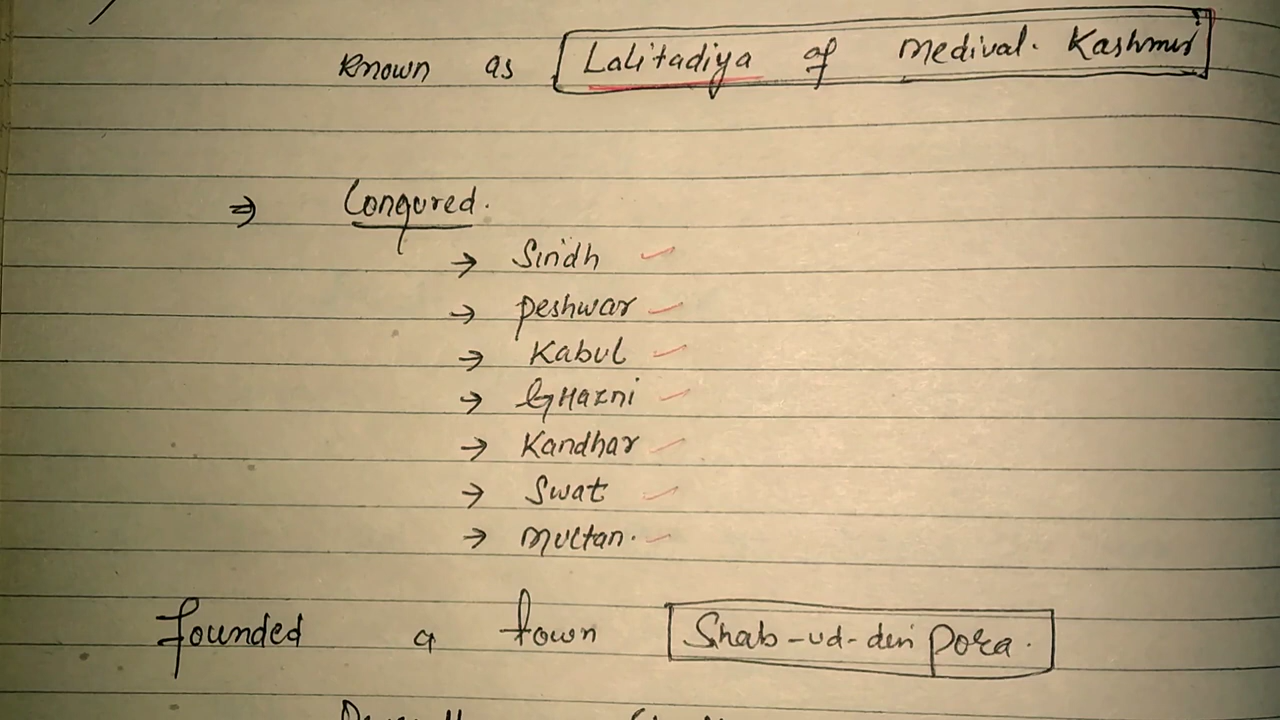 Known as Lalitadiya of Medival. Kashmir
⇒ Conqured.
→ Sindh
→ Peshwar
→ Kabul
→ GHazni
→ Kandhar
→ Swat
→ Multan.
founded a town Shab-ud-din Pora.